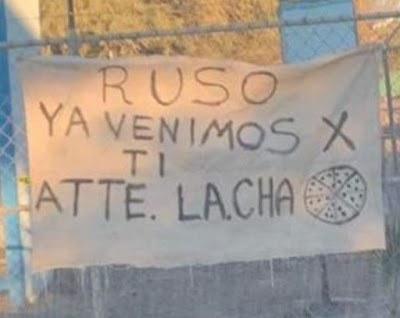 RUSO
YA VENIMOS X
TI
ATTE. LA.CHA